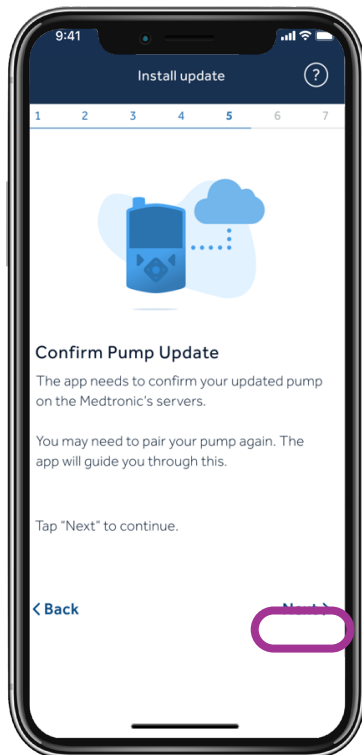 9:41
Install update
?
1 2 3 4 5 6 7
Confirm Pump Update
The app needs to confirm your updated pump
on the Medtronic's servers.
You may need to pair your pump again. The
app will guide you through this.
Tap "Next" to continue.
< Back
Next >